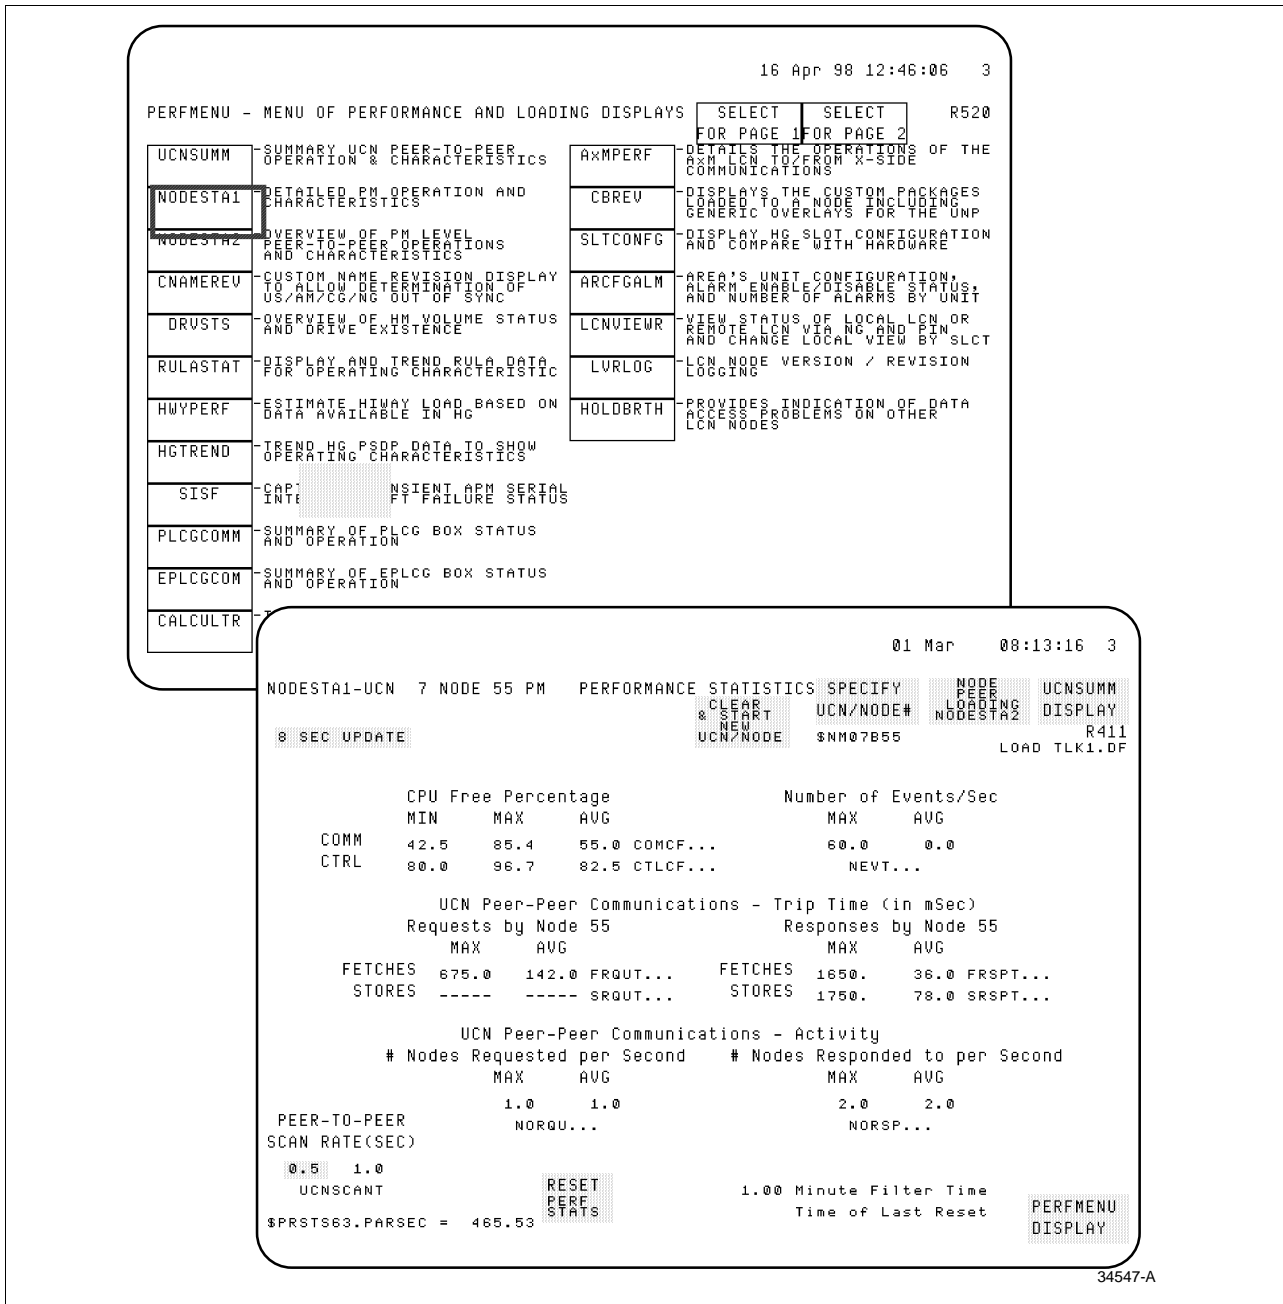 16 Apr 98 12:46:06 3
PERFMENU - MENU OF PERFORMANCE AND LOADING DISPLAYS
SELECT FOR PAGE 1
SELECT FOR PAGE 2
R520
UCNSUMM
-SUMMARY UCN PEER-TO-PEER
OPERATION & CHARACTERISTICS
NODESTA1
-DETAILED PM OPERATION AND
CHARACTERISTICS
NODESTA2
-OVERVIEW OF PM LEVEL
PEER-TO-PEER OPERATIONS
AND CHARACTERISTICS
CNAMEREV
-CUSTOM NAME REVISION DISPLAY
TO ALLOW DETERMINATION OF
US/AM/CG/NG OUT OF SYNC
DRVSTS
-OVERVIEW OF HM VOLUME STATUS
AND DRIVE EXISTENCE
RULASTAT
-DISPLAY AND TREND RULA DATA
FOR OPERATING CHARACTERISTIC
HWYPERF
-ESTIMATE HIWAY LOAD BASED ON
DATA AVAILABLE IN HG
HGTREND
-TREND HG PSDP DATA TO SHOW
OPERATING CHARACTERISTICS
SISF
-CAP NSIENT APM SERIAL
INTE FT FAILURE STATUS
PLCGCOMM
-SUMMARY OF PLCG BOX STATUS
AND OPERATION
EPLCGCOM
-SUMMARY OF EPLCG BOX STATUS
AND OPERATION
CALCULTR
AxMPERF
-DETAILS THE OPERATIONS OF THE
AxM LCN TO/FROM X-SIDE
COMMUNICATIONS
CBREV
-DISPLAYS THE CUSTOM PACKAGES
LOADED TO A NODE INCLUDING
GENERIC OVERLAYS FOR THE UNP
SLTCONFG
-DISPLAY HG SLOT CONFIGURATION
AND COMPARE WITH HARDWARE
ARCFGALM
-AREA'S UNIT CONFIGURATION,
ALARM ENABLE/DISABLE STATUS,
AND NUMBER OF ALARMS BY UNIT
LCNVIEWR
-VIEW STATUS OF LOCAL LCN OR
REMOTE LCN VIA NG AND PIN
AND CHANGE LOCAL VIEW BY SLCT
LVRLOG
-LCN NODE VERSION / REVISION
LOGGING
HOLDBRTH
-PROVIDES INDICATION OF DATA
ACCESS PROBLEMS ON OTHER
LCN NODES
01 Mar 08:13:16 3
NODESTA1-UCN 7 NODE 55 PM PERFORMANCE STATISTICS
CLEAR
& START
NEW
UCN/NODE
SPECIFY
UCN/NODE#
NODE
PEER
LOADING
NODESTA2
UCNSUMM
DISPLAY
8 SEC UPDATE
$NM07B55
R411
LOAD TLK1.DF
CPU Free Percentage Number of Events/Sec
MIN MAX AVG MAX AVG
COMM 42.5 85.4 55.0 COMCF... 60.0 0.0
CTRL 80.0 96.7 82.5 CTLCF... NEVT...
UCN Peer-Peer Communications - Trip Time (in mSec)
Requests by Node 55 Responses by Node 55
MAX AVG MAX AVG
FETCHES 675.0 142.0 FRQUT... FETCHES 1650. 36.0 FRSPT...
STORES ----- ----- SRQUT... STORES 1750. 78.0 SRSPT...
UCN Peer-Peer Communications - Activity
# Nodes Requested per Second # Nodes Responded to per Second
MAX AVG MAX AVG
1.0 1.0 2.0 2.0
NORQU... NORSP...
PEER-TO-PEER
SCAN RATE(SEC)
0.5 1.0
UCNSCANT
RESET
PERF
STATS
1.00 Minute Filter Time
Time of Last Reset
$PRSTS63.PARSEC = 465.53
PERFMENU
DISPLAY
34547-A